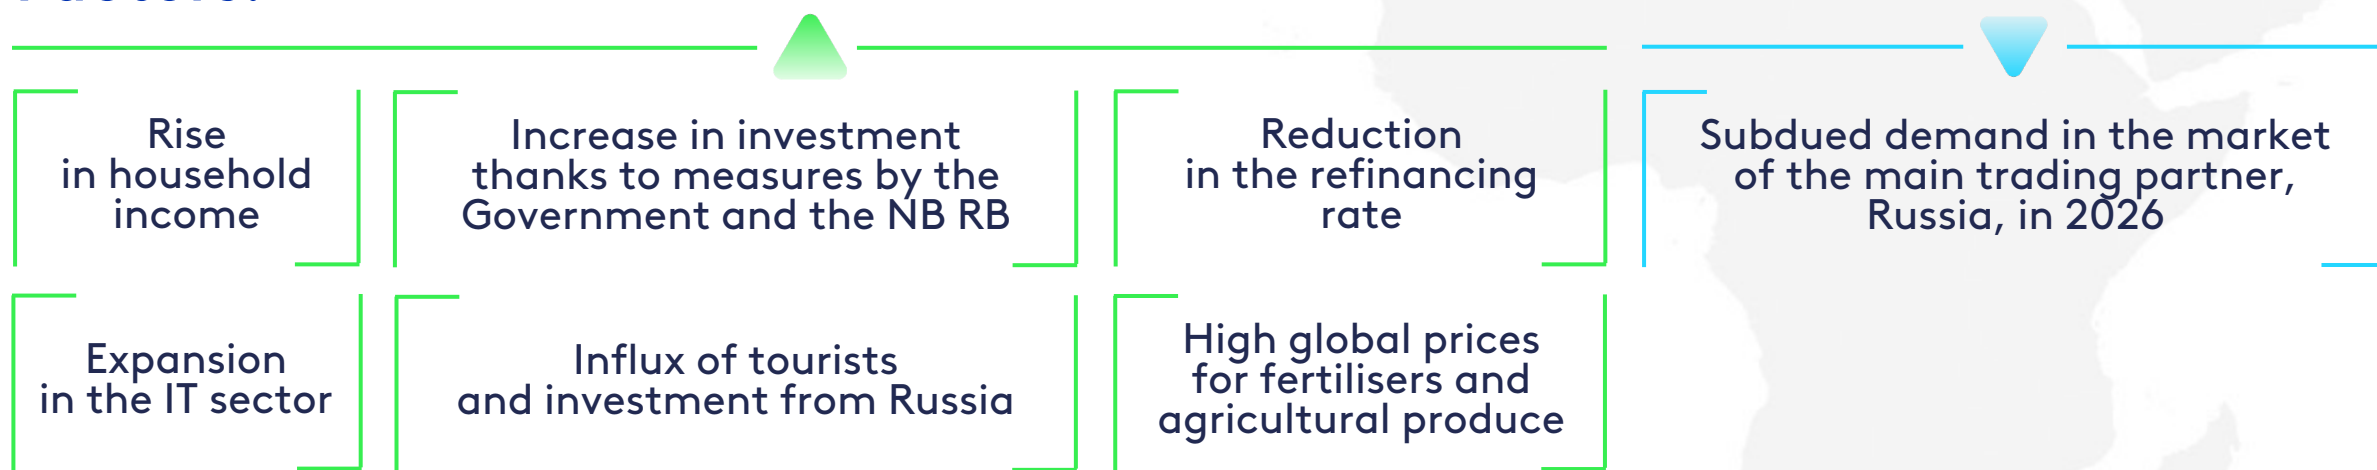 Rise
in household
income
Increase in investment
thanks to measures by the
Government and the NB RB
Reduction
in the refinancing
rate
Subdued demand in the market
of the main trading partner,
Russia, in 2026
Expansion
in the IT sector
Influx of tourists
and investment from Russia
High global prices
for fertilisers and
agricultural produce